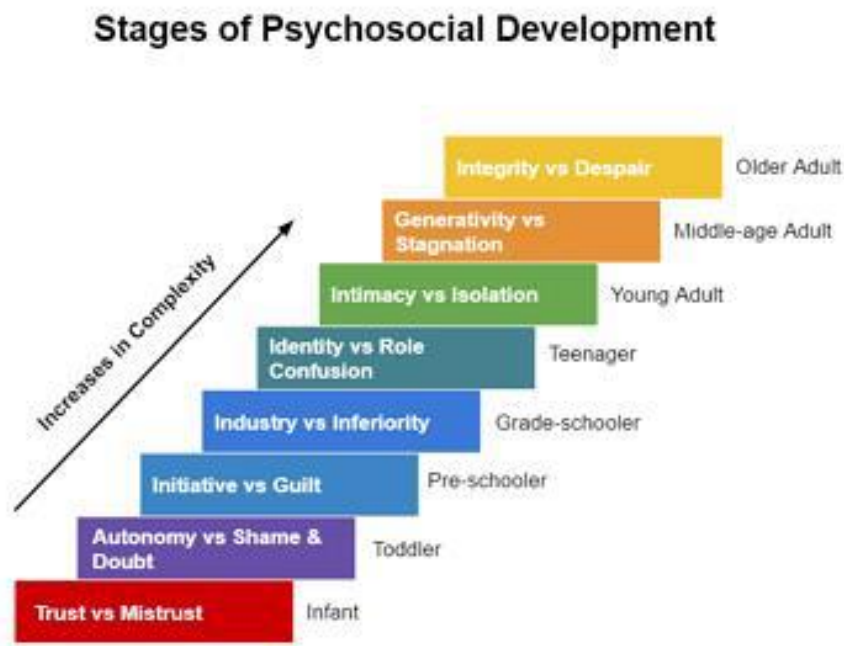 Stages of Psychosocial Development
Integrity vs Despair
Older Adult
Generativity vs
Stagnation
Middle-age Adult
Intimacy vs Isolation
Young Adult
Identity vs Role
Confusion
Teenager
Industry vs Inferiority
Grade-schooler
Initiative vs Guilt
Pre-schooler
Autonomy vs Shame &
Doubt
Toddler
Trust vs Mistrust
Infant
Increases in Complexity